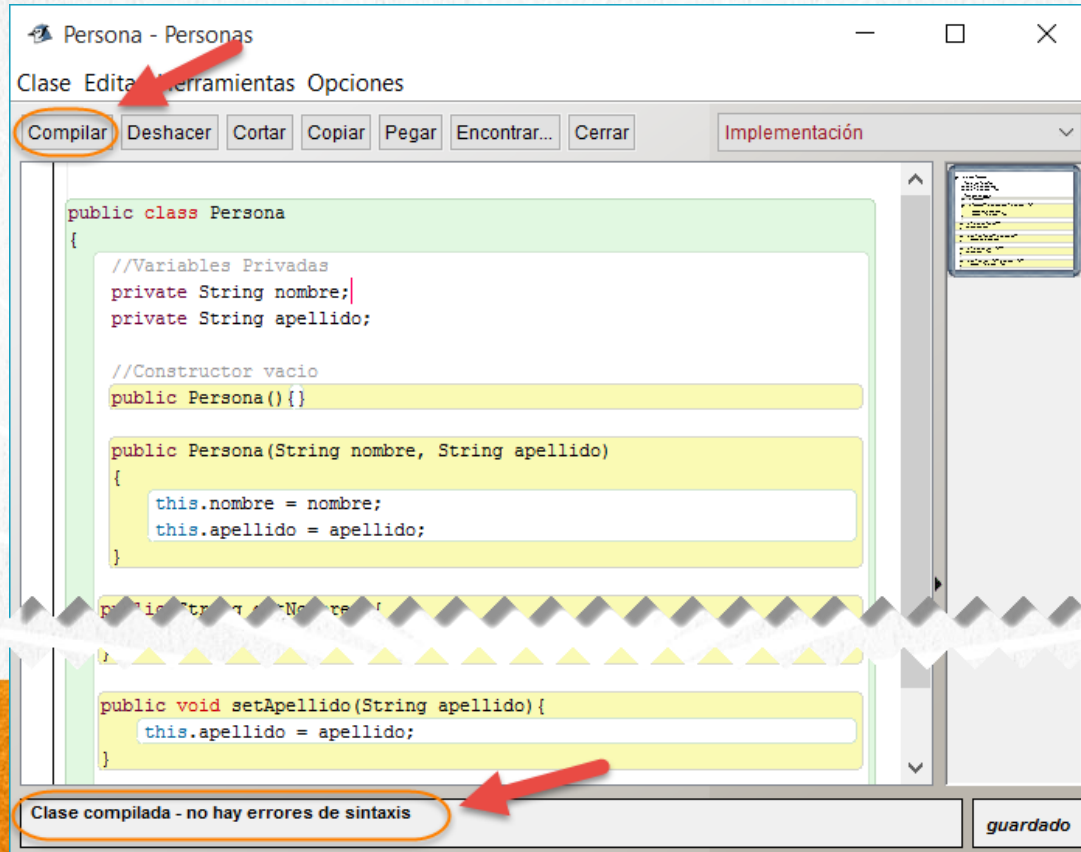 Persona - Personas
Clase Editar Herramientas Opciones
Compilar Deshacer Cortar Copiar Pegar Encontrar... Cerrar Implementación
public class Persona
{
//Variables Privadas
private String nombre;
private String apellido;
//Constructor vacio
public Persona(){}
public Persona(String nombre, String apellido)
{
this.nombre = nombre;
this.apellido = apellido;
}
}
public void setApellido(String apellido){
this.apellido = apellido;
}
Clase compilada - no hay errores de sintaxis
guardado